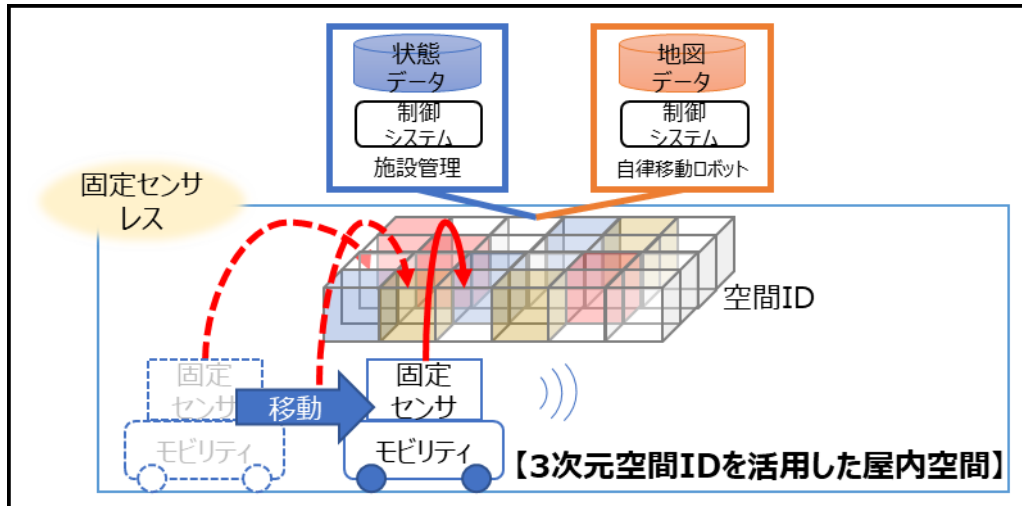 状態
データ
制御
システム
施設管理
地図
データ
制御
システム
自律移動ロボット
固定センサ
レス
空間ID
固定
センサ
モビリティ
移動
固定
センサ
モビリティ
【3次元空間IDを活用した屋内空間】